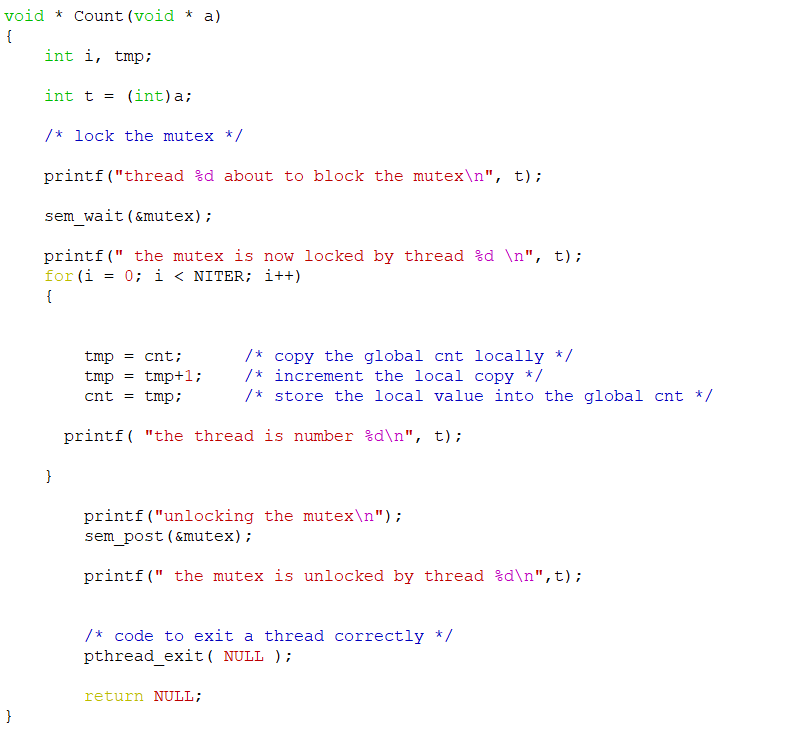 void * Count(void * a)
{
    int i, tmp;

    int t = (int)a;

    /* lock the mutex */

    printf("thread %d about to block the mutex\n", t);

    sem_wait(&mutex);

    printf(" the mutex is now locked by thread %d \n", t);
    for(i = 0; i < NITER; i++)
    {


        tmp = cnt;      /* copy the global cnt locally */
        tmp = tmp+1;    /* increment the local copy */
        cnt = tmp;      /* store the local value into the global cnt */

      printf( "the thread is number %d\n", t);

    }

        printf("unlocking the mutex\n");
        sem_post(&mutex);

        printf(" the mutex is unlocked by thread %d\n",t);


        /* code to exit a thread correctly */
        pthread_exit( NULL );

        return NULL;
}